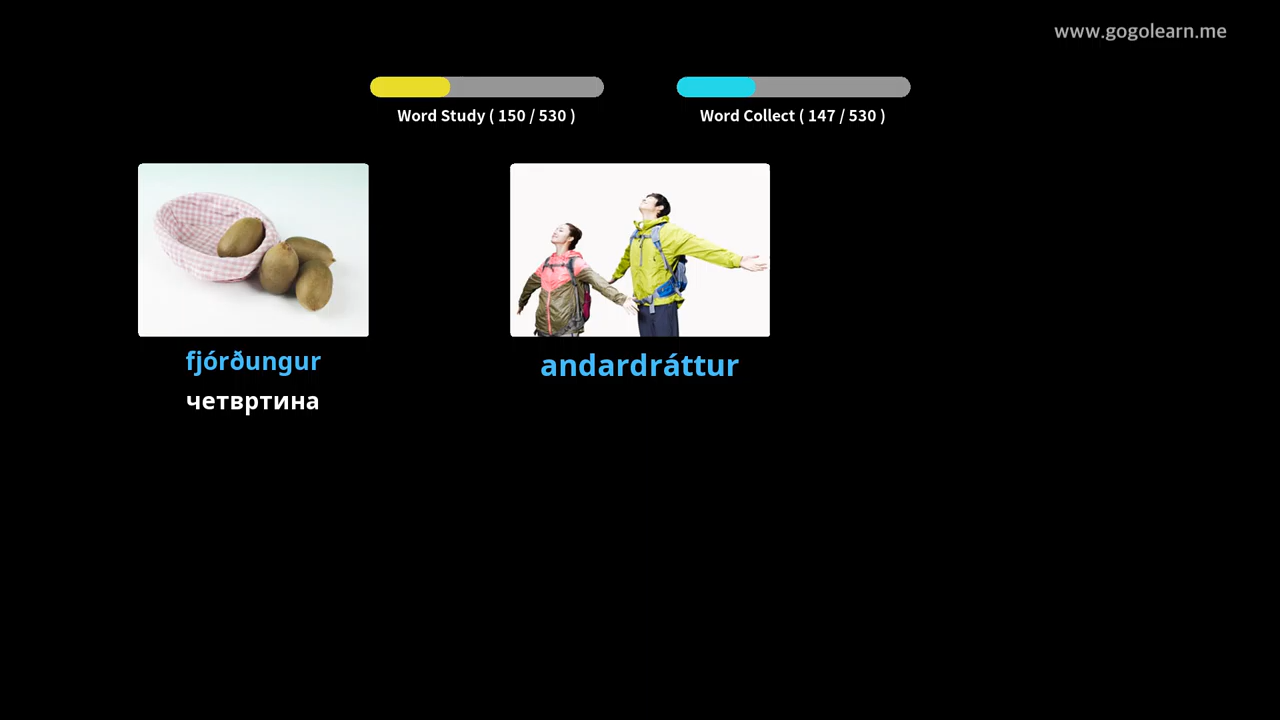 www.gogolearn.me
Word Study ( 150 / 530 )
Word Collect ( 147 / 530 )
fjórðungur
четвртина
andardráttur